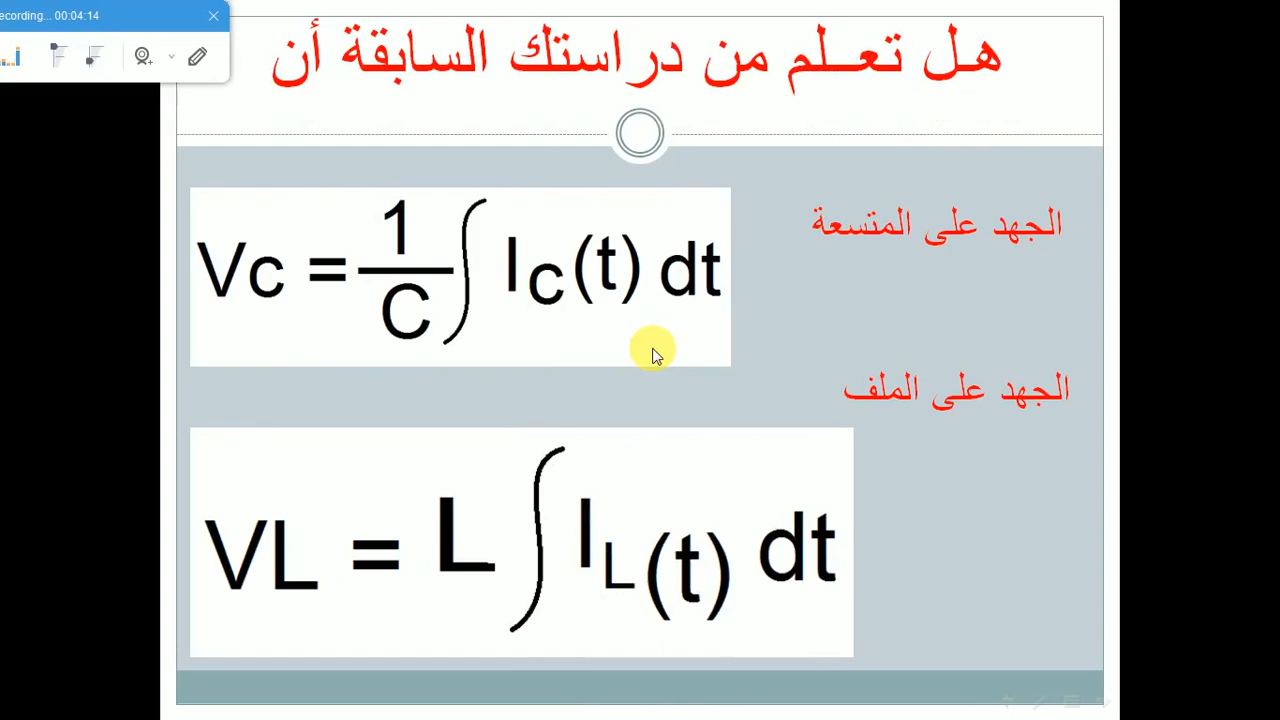 ecording... 00:04:14
هل تعلم من دراستك السابقة أن
الجهد على المتسعة
Vc = 1/C ∫ Ic(t) dt
الجهد على الملف
VL = L ∫ IL(t) dt